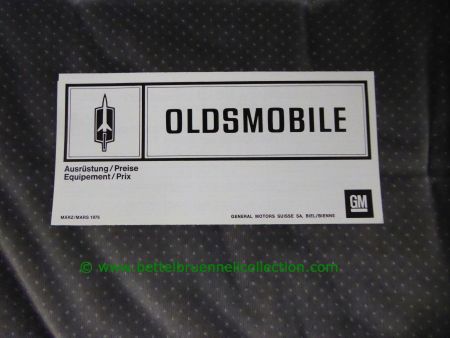 OLDSMOBILE
Ausrüstung/Preise
Equipement/Prix
MÄRZ/MARS 1975
GENERAL MOTORS SUISSE SA, BIEL/BIENNE
GM
© www.bettelbruennelicollection.com